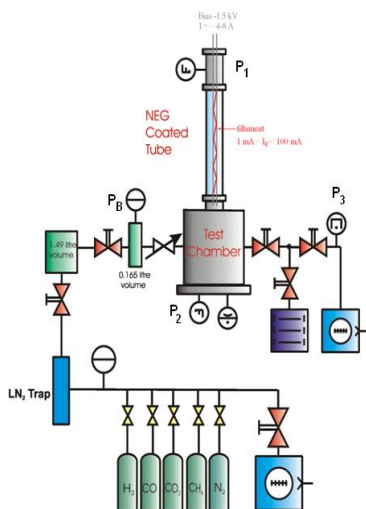 Bias -1.5 kV
I = ~ 4-8 A
P1
NEG
Coated
Tube
fillament
1 mA < Ie < 100 mA
PB
P3
1.49 litre
volume
0.165 litre
volume
Test
Chamber
P2
LN2 Trap
H2
CO
CO2
CH4
N2